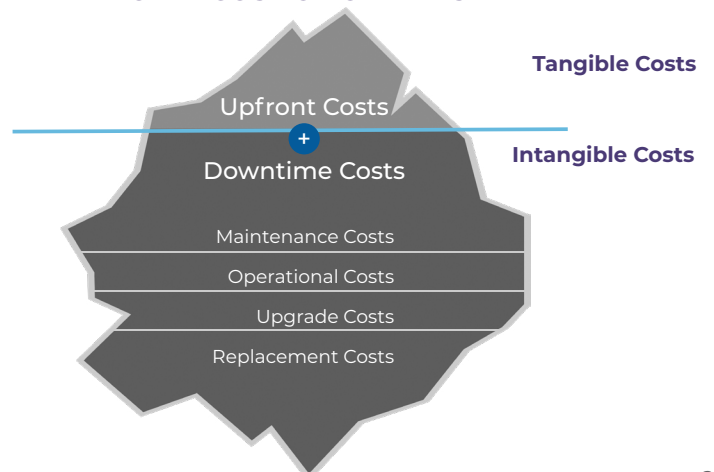 Tangible Costs
Upfront Costs
+
Intangible Costs
Downtime Costs
Maintenance Costs
Operational Costs
Upgrade Costs
Replacement Costs